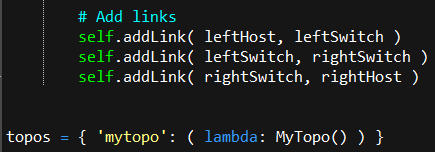 # Add links
self.addLink( leftHost, leftSwitch )
self.addLink( leftSwitch, rightSwitch )
self.addLink( rightSwitch, rightHost )
topos = { 'mytopo': ( lambda: MyTopo() ) }